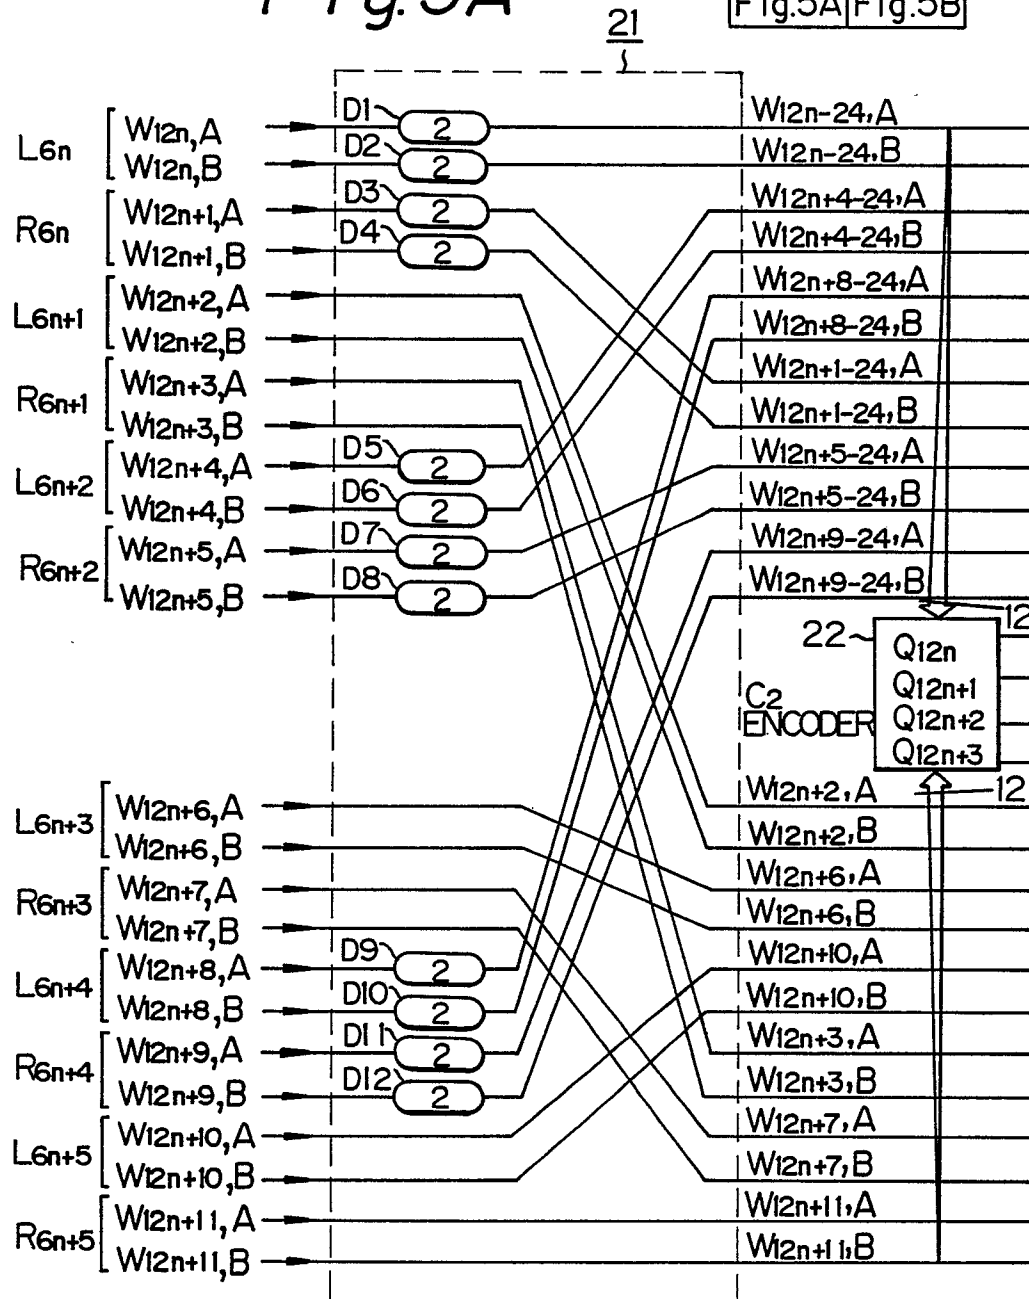 Fig. 5A
Fig. 5A Fig. 5B
21
L6n
W12n,A D1 2 W12n-24,A
W12n,B D2 2 W12n-24,B
R6n
W12n+1,A D3 2 W12n+4-24,A
W12n+1,B D4 2 W12n+4-24,B
L6n+1
W12n+2,A W12n+8-24,A
W12n+2,B W12n+8-24,B
R6n+1
W12n+3,A W12n+1-24,A
W12n+3,B W12n+1-24,B
L6n+2
W12n+4,A D5 2 W12n+5-24,A
W12n+4,B D6 2 W12n+5-24,B
R6n+2
W12n+5,A D7 2 W12n+9-24,A
W12n+5,B D8 2 W12n+9-24,B
12
22
C2
ENCODER
Q12n
Q12n+1
Q12n+2
Q12n+3
12
L6n+3
W12n+6,A W12n+2,A
W12n+6,B W12n+2,B
R6n+3
W12n+7,A W12n+6,A
W12n+7,B W12n+6,B
L6n+4
W12n+8,A D9 2 W12n+10,A
W12n+8,B D10 2 W12n+10,B
R6n+4
W12n+9,A D11 2 W12n+3,A
W12n+9,B D12 2 W12n+3,B
L6n+5
W12n+10,A W12n+7,A
W12n+10,B W12n+7,B
R6n+5
W12n+11,A W12n+11,A
W12n+11,B W12n+11,B